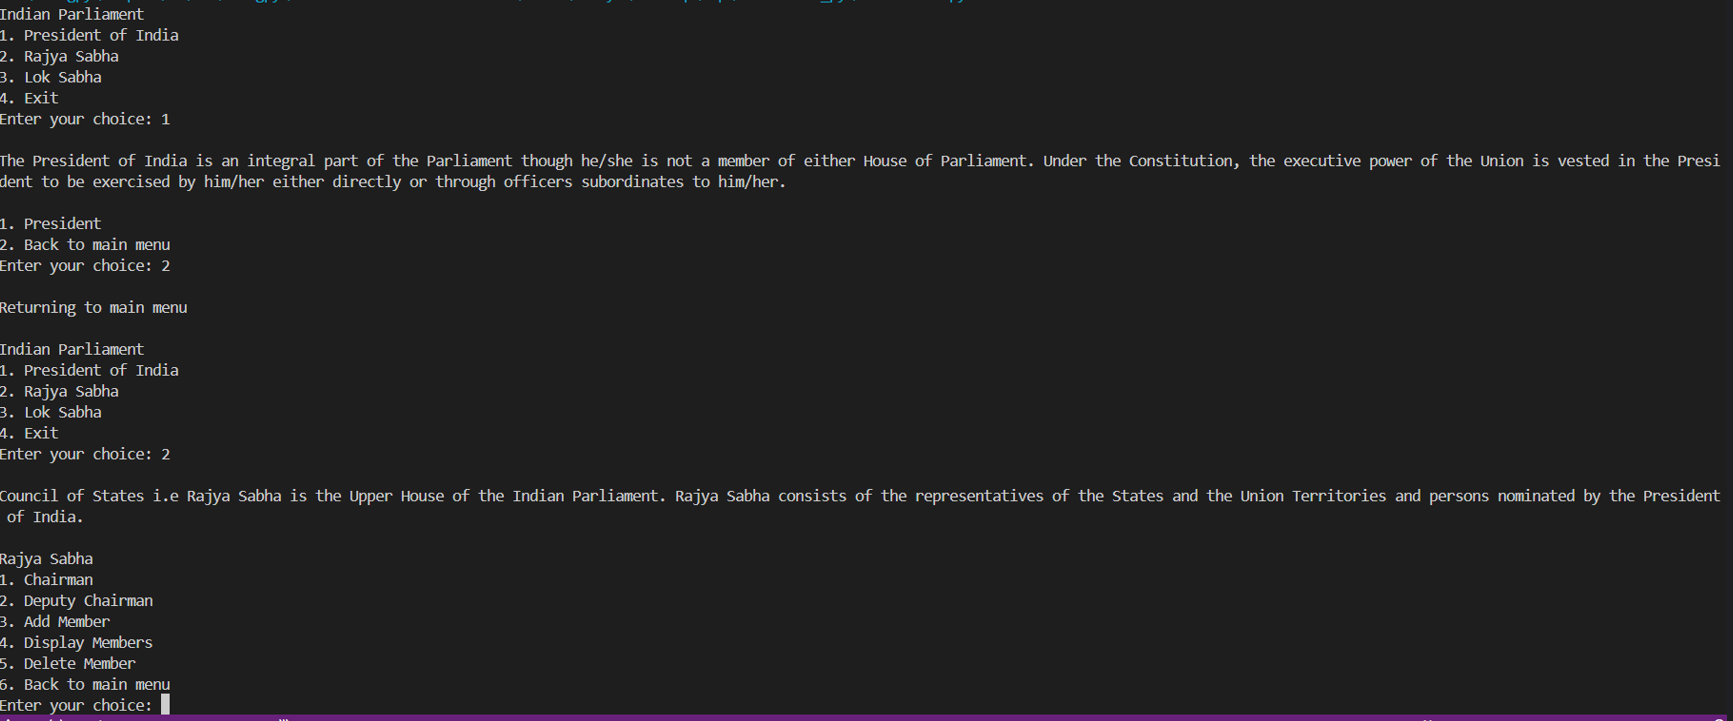 Indian Parliament
1. President of India
2. Rajya Sabha
3. Lok Sabha
4. Exit
Enter your choice: 1
The President of India is an integral part of the Parliament though he/she is not a member of either House of Parliament. Under the Constitution, the executive power of the Union is vested in the Presi
dent to be exercised by him/her either directly or through officers subordinates to him/her.
1. President
2. Back to main menu
Enter your choice: 2
Returning to main menu
Indian Parliament
1. President of India
2. Rajya Sabha
3. Lok Sabha
4. Exit
Enter your choice: 2
Council of States i.e Rajya Sabha is the Upper House of the Indian Parliament. Rajya Sabha consists of the representatives of the States and the Union Territories and persons nominated by the President
of India.
Rajya Sabha
1. Chairman
2. Deputy Chairman
3. Add Member
4. Display Members
5. Delete Member
6. Back to main menu
Enter your choice: